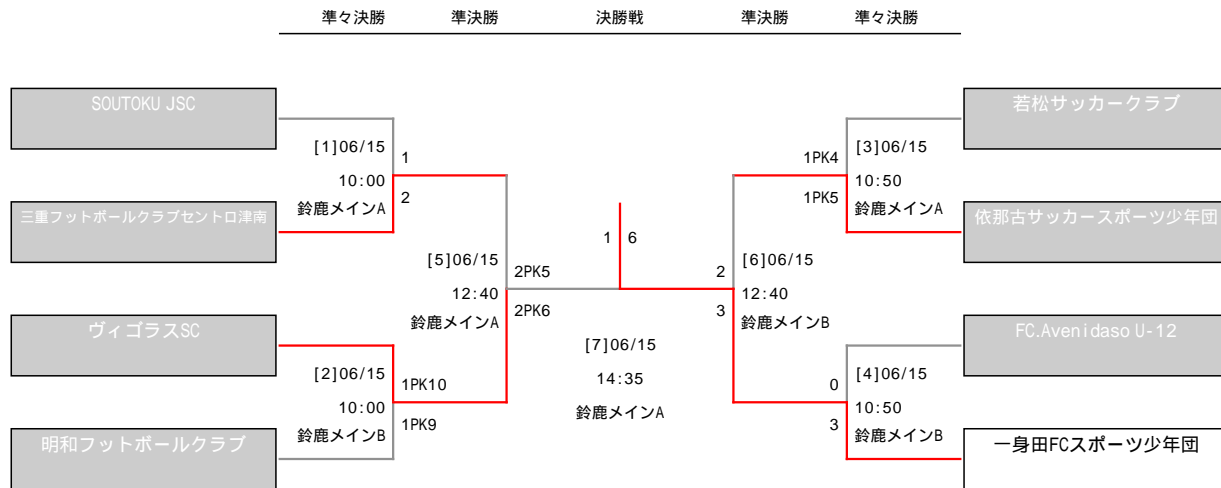 準々決勝 準決勝 決勝戦 準決勝 準々決勝
SOUTOKU JSC
若松サッカークラブ
[1]06/15
1
10:00
鈴鹿メインA
2
1PK4
[3]06/15
10:50
1PK5
鈴鹿メインA
三重フットボールクラブセントロ津南
依那古サッカースポーツ少年団
1 6
[5]06/15
2PK5
12:40
2PK6
鈴鹿メインA
2
[6]06/15
12:40
3
鈴鹿メインB
ヴィゴラスSC
FC.Avenidaso U-12
[7]06/15
14:35
鈴鹿メインA
[2]06/15
1PK10
10:00
1PK9
鈴鹿メインB
0
[4]06/15
10:50
3
鈴鹿メインB
明和フットボールクラブ
一身田FCスポーツ少年団